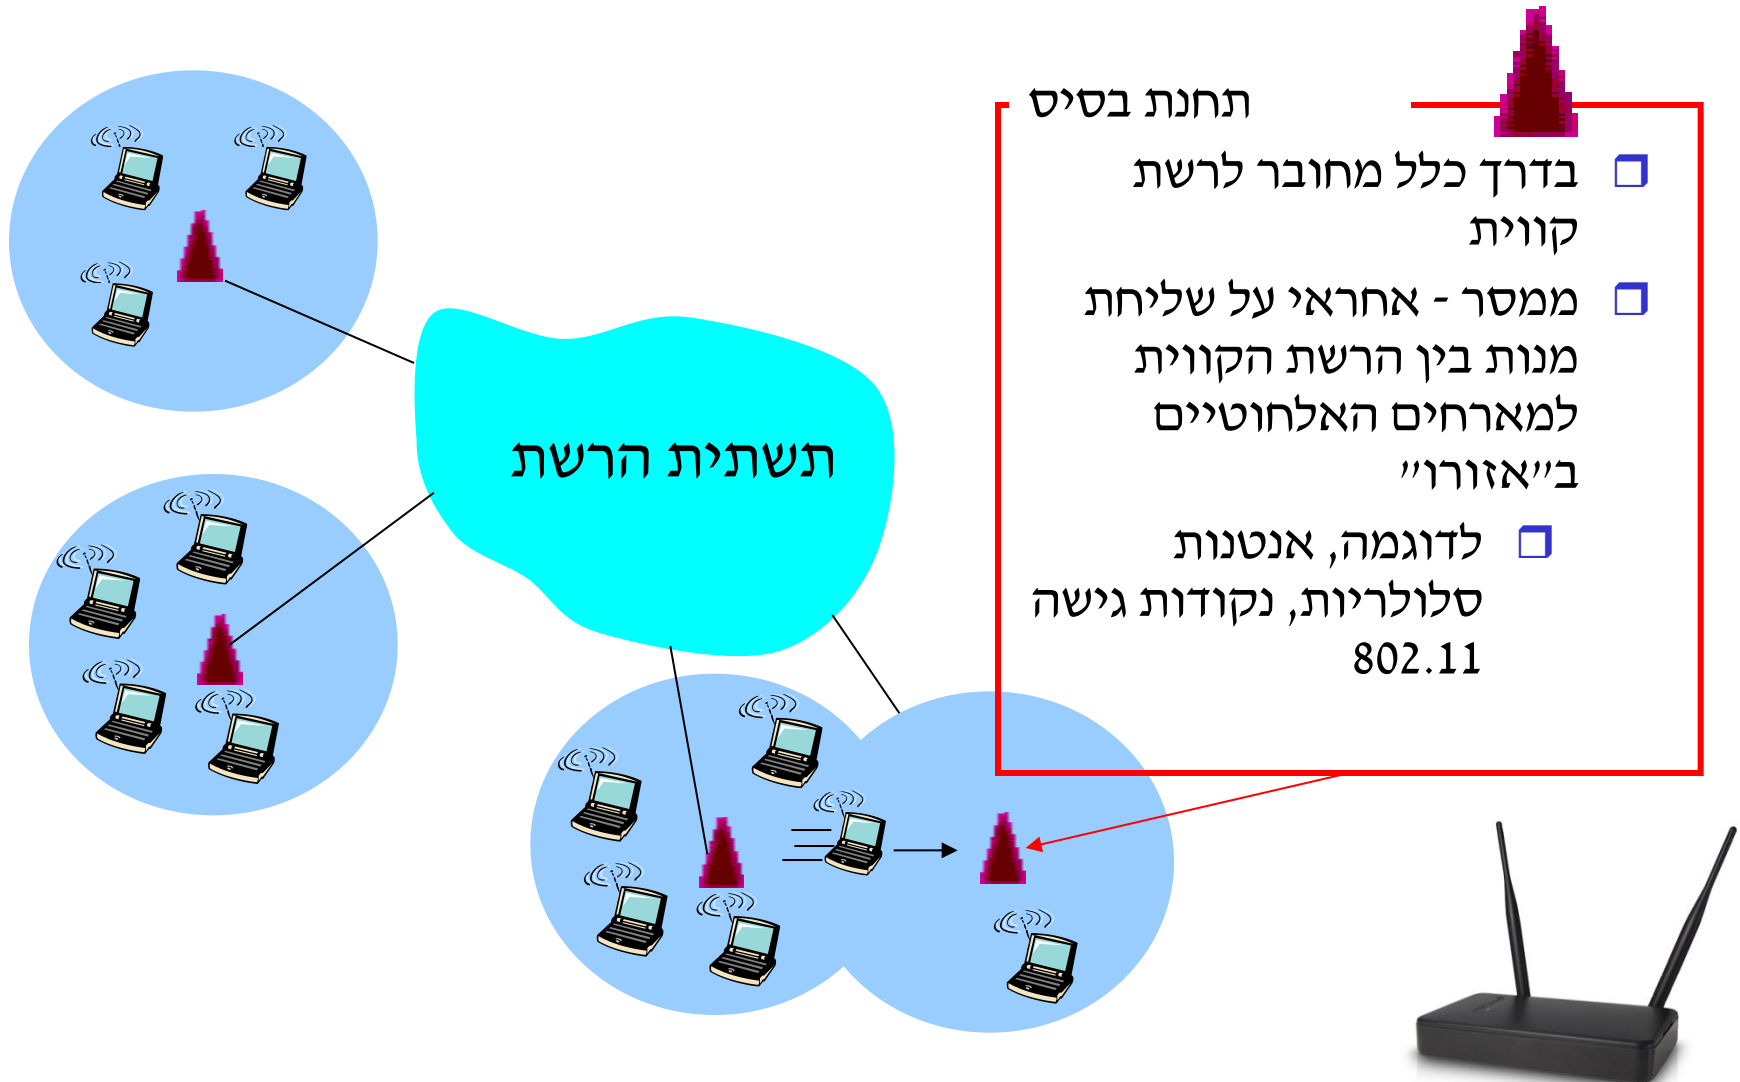 תחנת בסיס
בדרך כלל מחובר לרשת
קווית
ממסר - אחראי על שליחת
מנות בין הרשת הקווית
למארחים האלחוטיים
ב״אזורו״
לדוגמה, אנטנות
סלולריות, נקודות גישה
802.11
תשתית הרשת